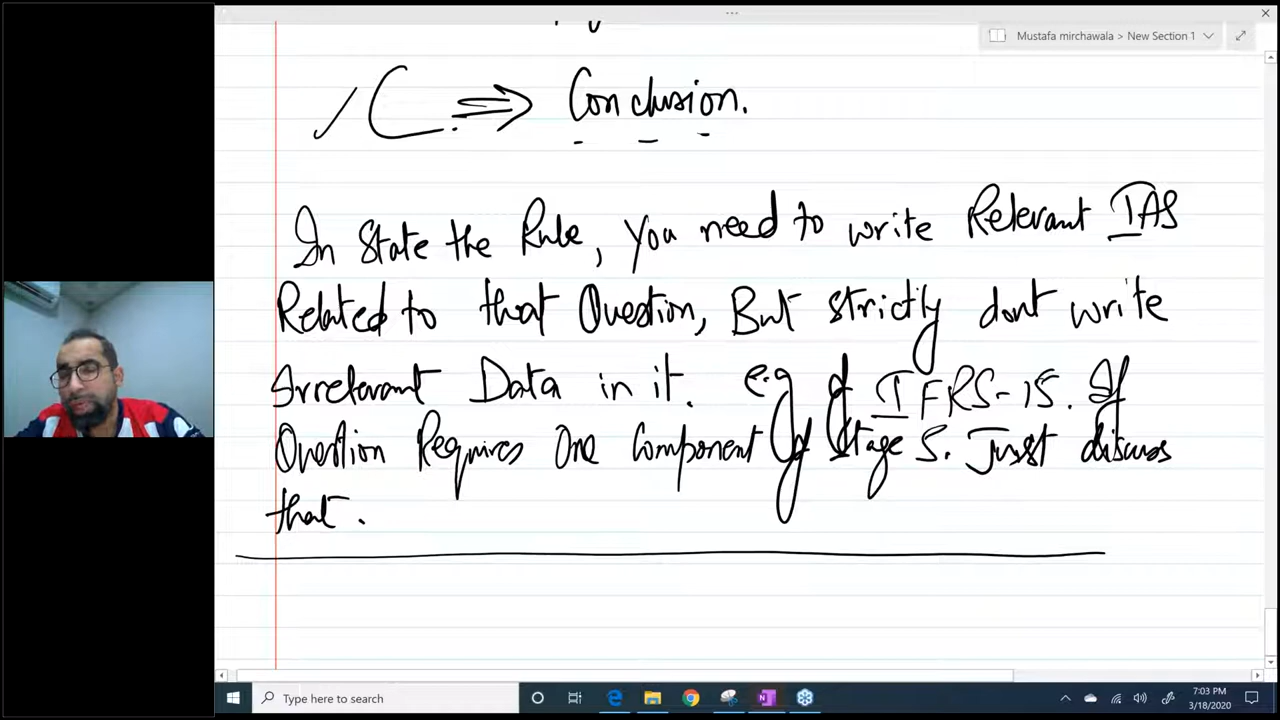 Mustafa mirchawala > New Section 1
C. ⇒ Conclusion.
In State the Rule, you need to write Relevant IAS
Related to that Question, But strictly dont write
Irrelevant Data in it. e.g of IFRS-15. If
Question Requires One Component of Stage 5. Just discuss
that.
Type here to search
7:03 PM
3/18/2020